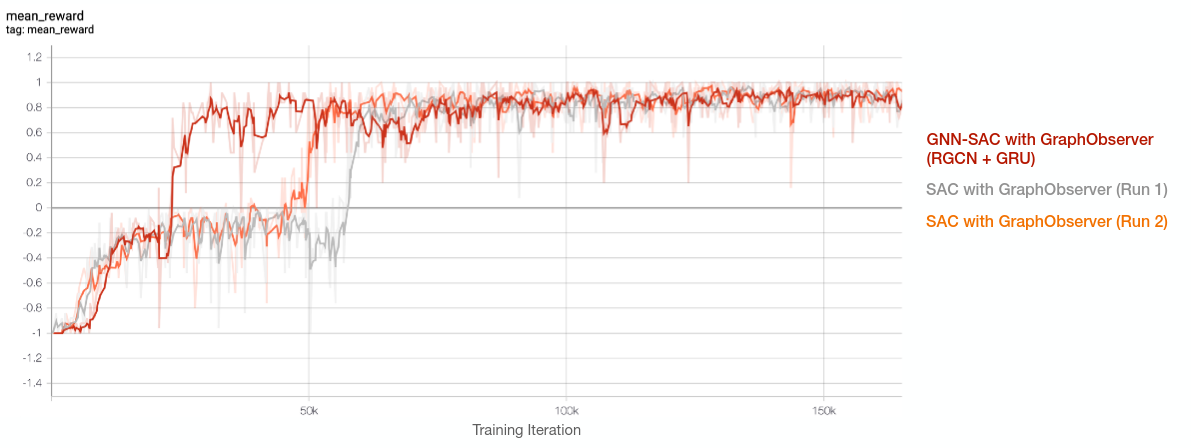 mean_reward
tag: mean_reward
1.2
1
0.8
0.6
0.4
0.2
0
-0.2
-0.4
-0.6
-0.8
-1
-1.2
-1.4
50k
100k
150k
Training Iteration
GNN-SAC with GraphObserver
(RGCN + GRU)
SAC with GraphObserver (Run 1)
SAC with GraphObserver (Run 2)